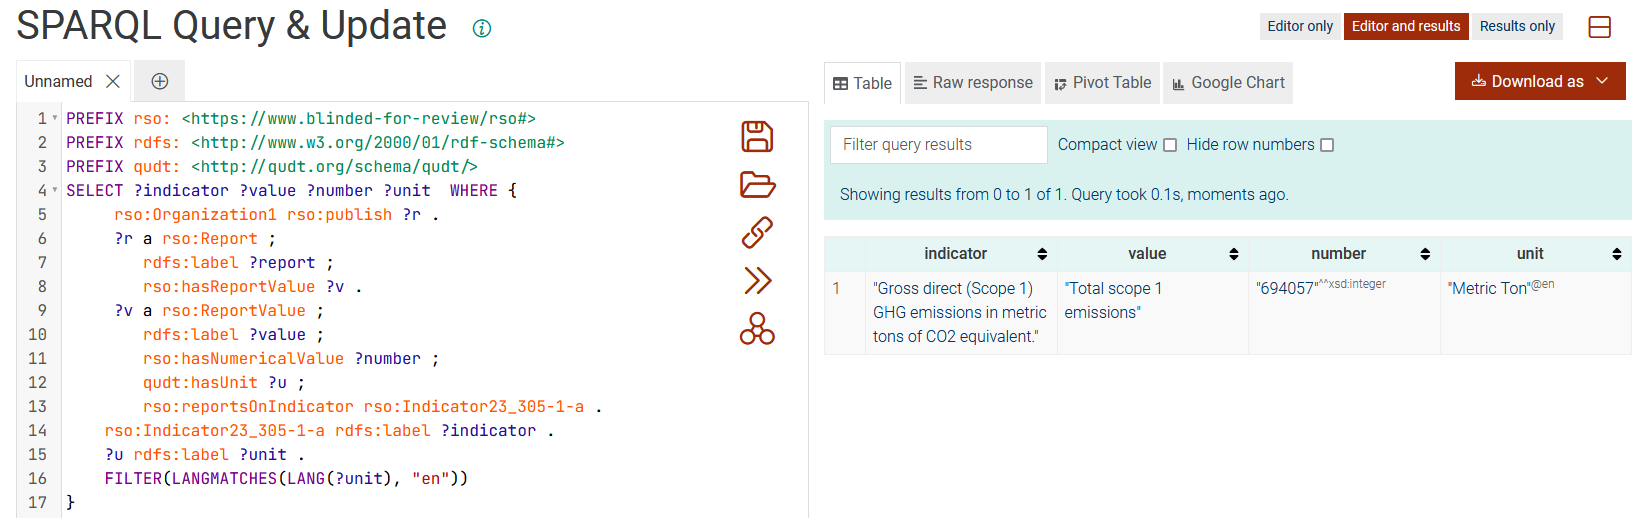 SPARQL Query & Update
Editor only
Editor and results
Results only
Unnamed
Table
Raw response
Pivot Table
Google Chart
Download as
1 PREFIX rso: <https://www.blinded-for-review/rso#>
2 PREFIX rdfs: <http://www.w3.org/2000/01/rdf-schema#>
3 PREFIX qudt: <http://qudt.org/schema/qudt/>
4 SELECT ?indicator ?value ?number ?unit  WHERE {
5      rso:Organization1 rso:publish ?r .
6      ?r a rso:Report ;
7         rdfs:label ?report ;
8         rso:hasReportValue ?v .
9      ?v a rso:ReportValue ;
10         rdfs:label ?value ;
11         rso:hasNumericalValue ?number ;
12         qudt:hasUnit ?u ;
13         rso:reportsOnIndicator rso:Indicator23_305-1-a .
14     rso:Indicator23_305-1-a rdfs:label ?indicator .
15     ?u rdfs:label ?unit .
16     FILTER(LANGMATCHES(LANG(?unit), "en"))
17 }
Filter query results
Compact view
Hide row numbers
Showing results from 0 to 1 of 1. Query took 0.1s, moments ago.
indicator value number unit
1 "Gross direct (Scope 1) "Total scope 1 "694057"^^xsd:integer "Metric Ton"@en
GHG emissions in metric emissions"
tons of CO2 equivalent."